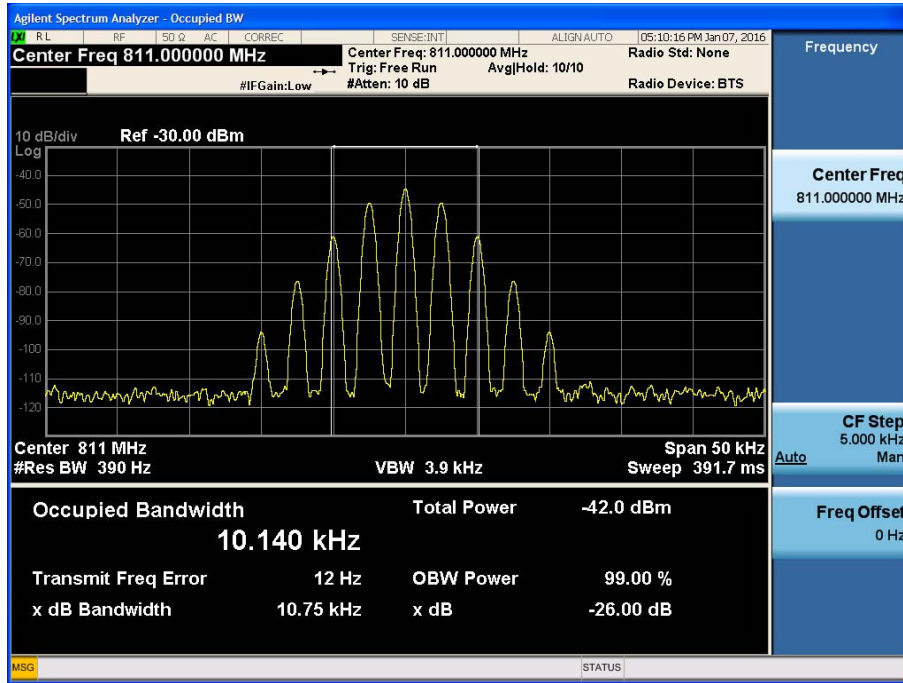 Agilent Spectrum Analyzer - Occupied BW
LXI RL RF 50 Ω AC CORREC SENSE:INT ALIGN AUTO 05:10:16 PM Jan 07, 2016
Center Freq 811.000000 MHz
Center Freq: 811.000000 MHz
Radio Std: None
Trig: Free Run Avg|Hold: 10/10
#IFGain:Low #Atten: 10 dB Radio Device: BTS
Frequency
10 dB/div Ref -30.00 dBm
Log
-40.0
-50.0
-60.0
-70.0
-80.0
-90.0
-100
-110
-120
Center 811 MHz Span 50 kHz
#Res BW 390 Hz VBW 3.9 kHz Sweep 391.7 ms
Center Freq
811.000000 MHz
CF Step
5.000 kHz
Auto Man
Freq Offset
0 Hz
Occupied Bandwidth Total Power -42.0 dBm
10.140 kHz
Transmit Freq Error 12 Hz OBW Power 99.00 %
x dB Bandwidth 10.75 kHz x dB -26.00 dB
MSG STATUS